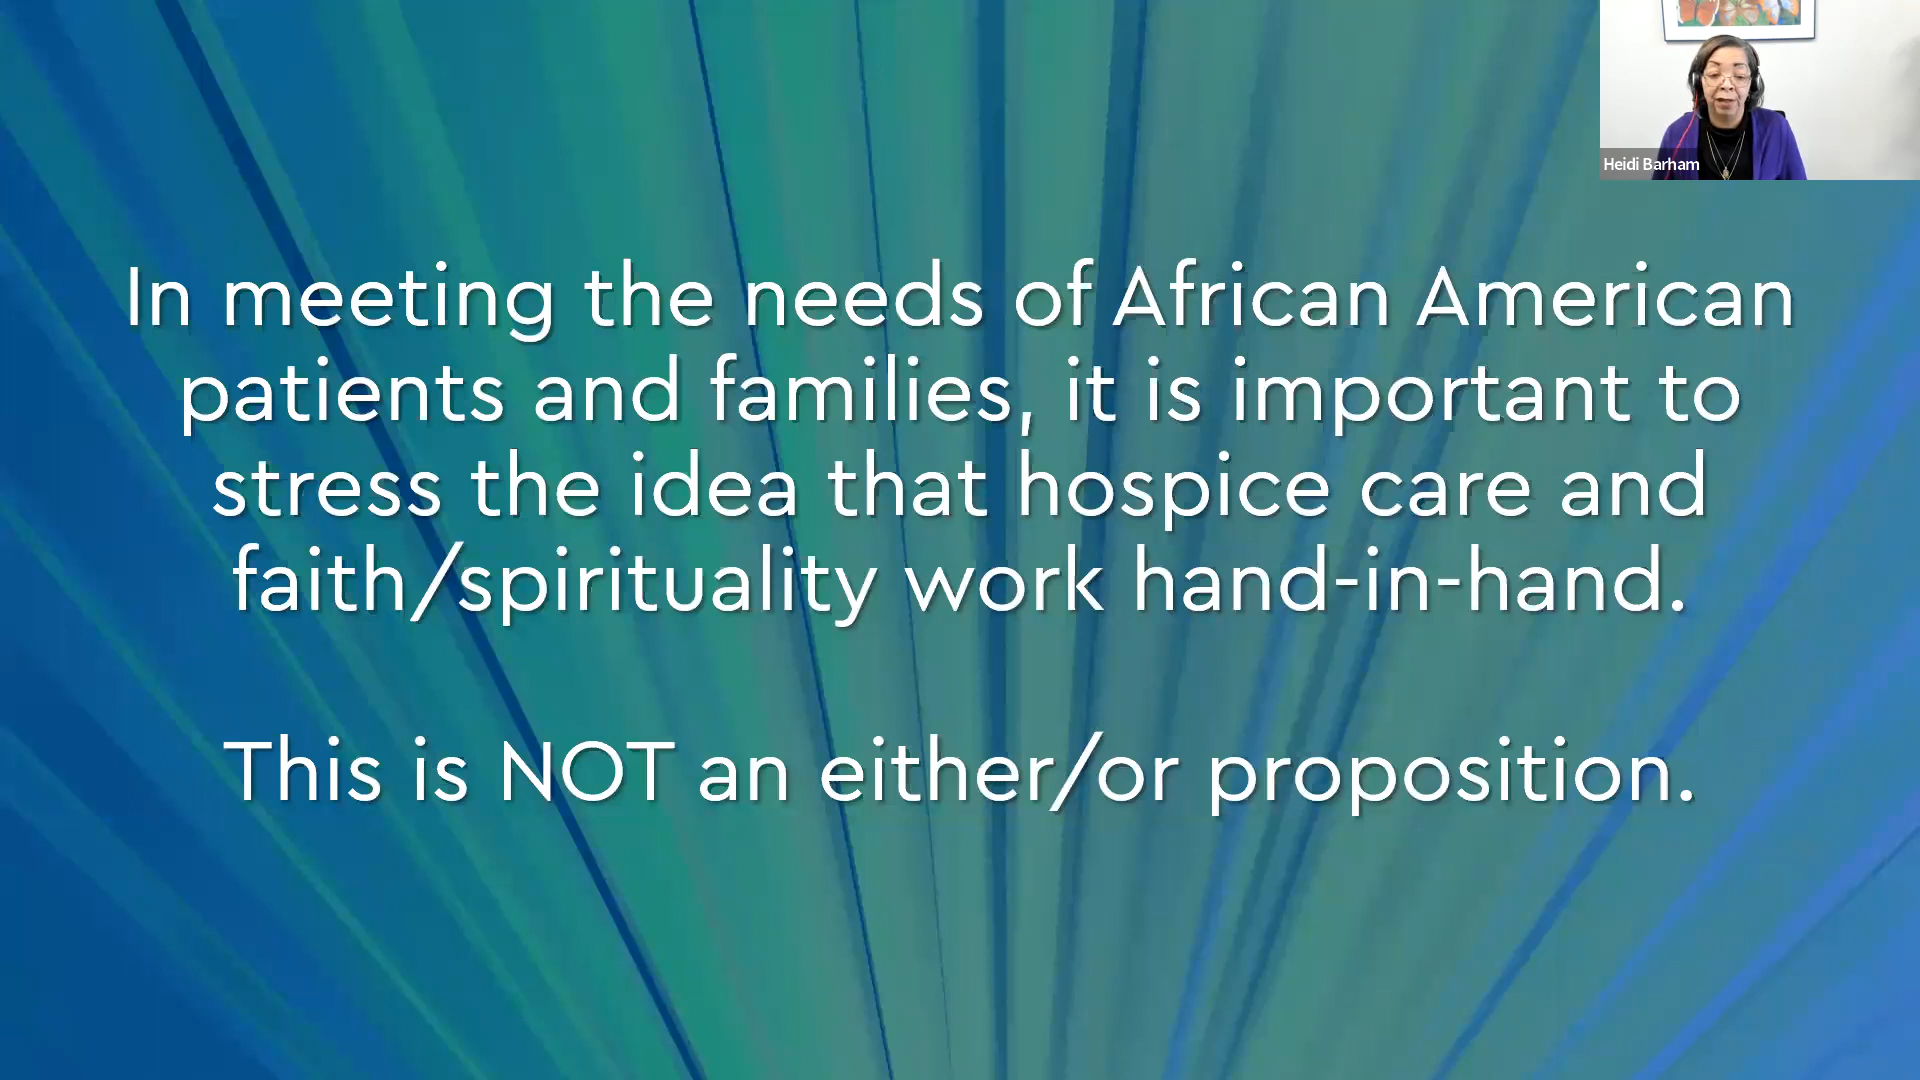 Heidi Barham
In meeting the needs of African American
patients and families, it is important to
stress the idea that hospice care and
faith/spirituality work hand-in-hand.
This is NOT an either/or proposition.